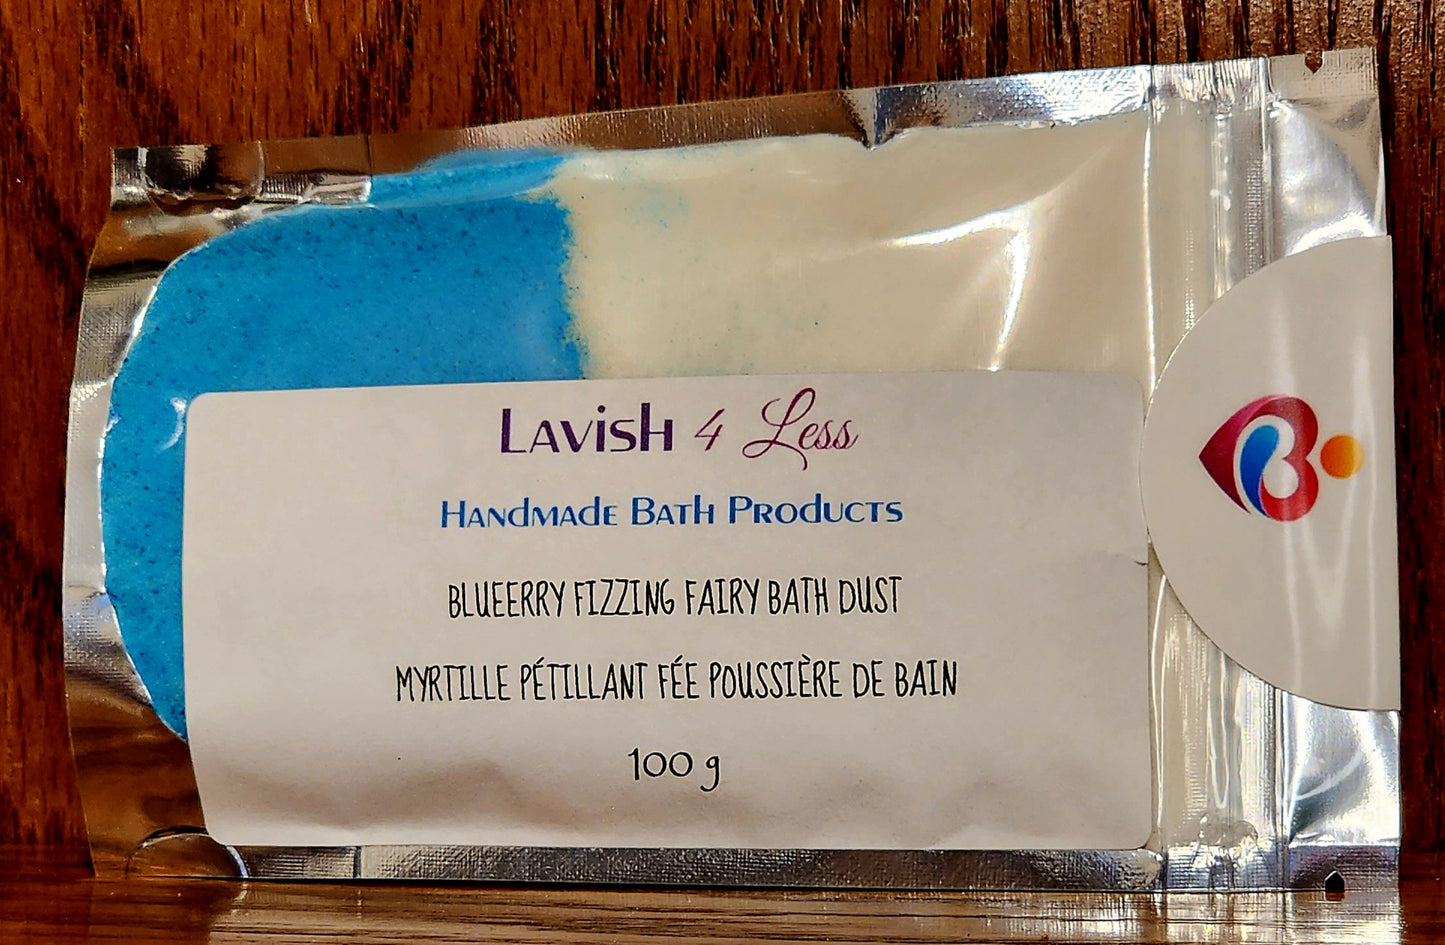 Lavish 4 Less
Handmade Bath Products
BLUEERRY FIZZING FAIRY BATH DUST
MYRTILLE PÉTILLANT FÉE POUSSIÈRE DE BAIN
100 g